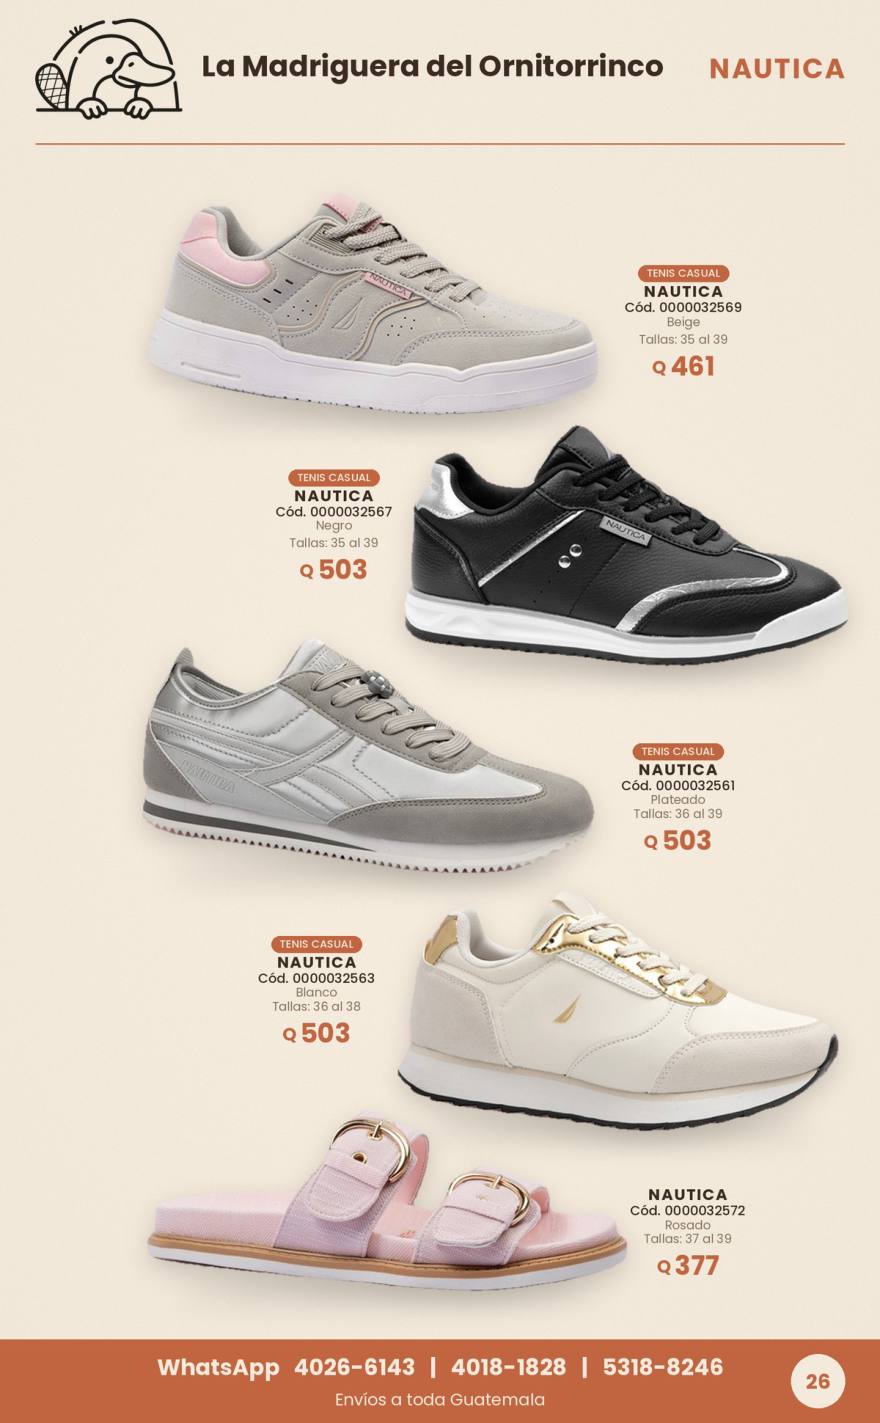 La Madriguera del Ornitorrinco
NAUTICA
NAUTICA
TENIS CASUAL
NAUTICA
Cód. 0000032569
Beige
Tallas: 35 al 39
Q 461
TENIS CASUAL
NAUTICA
Cód. 0000032567
Negro
Tallas: 35 al 39
Q 503
NAUTICA
NAUTICA
TENIS CASUAL
NAUTICA
Cód. 0000032561
Plateado
Tallas: 36 al 39
Q 503
TENIS CASUAL
NAUTICA
Cód. 0000032563
Blanco
Tallas: 36 al 38
Q 503
NAUTICA
Cód. 0000032572
Rosado
Tallas: 37 al 39
Q 377
WhatsApp 4026-6143 | 4018-1828 | 5318-8246
Envíos a toda Guatemala
26